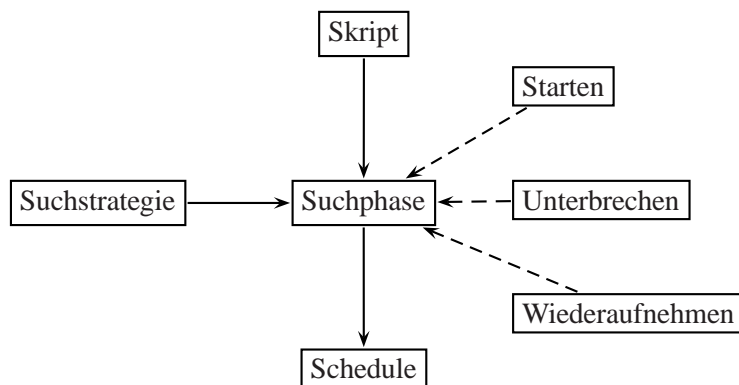 Skript
Starten
Suchstrategie
Suchphase
Unterbrechen
Wiederaufnehmen
Schedule